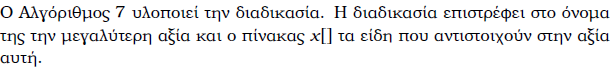 Ο Αλγόριθμος 7 υλοποιεί την διαδικασία. Η διαδικασία επιστρέφει στο όνομα
της την μεγαλύτερη αξία και ο πίνακας x[] τα είδη που αντιστοιχούν στην αξία
αυτή.